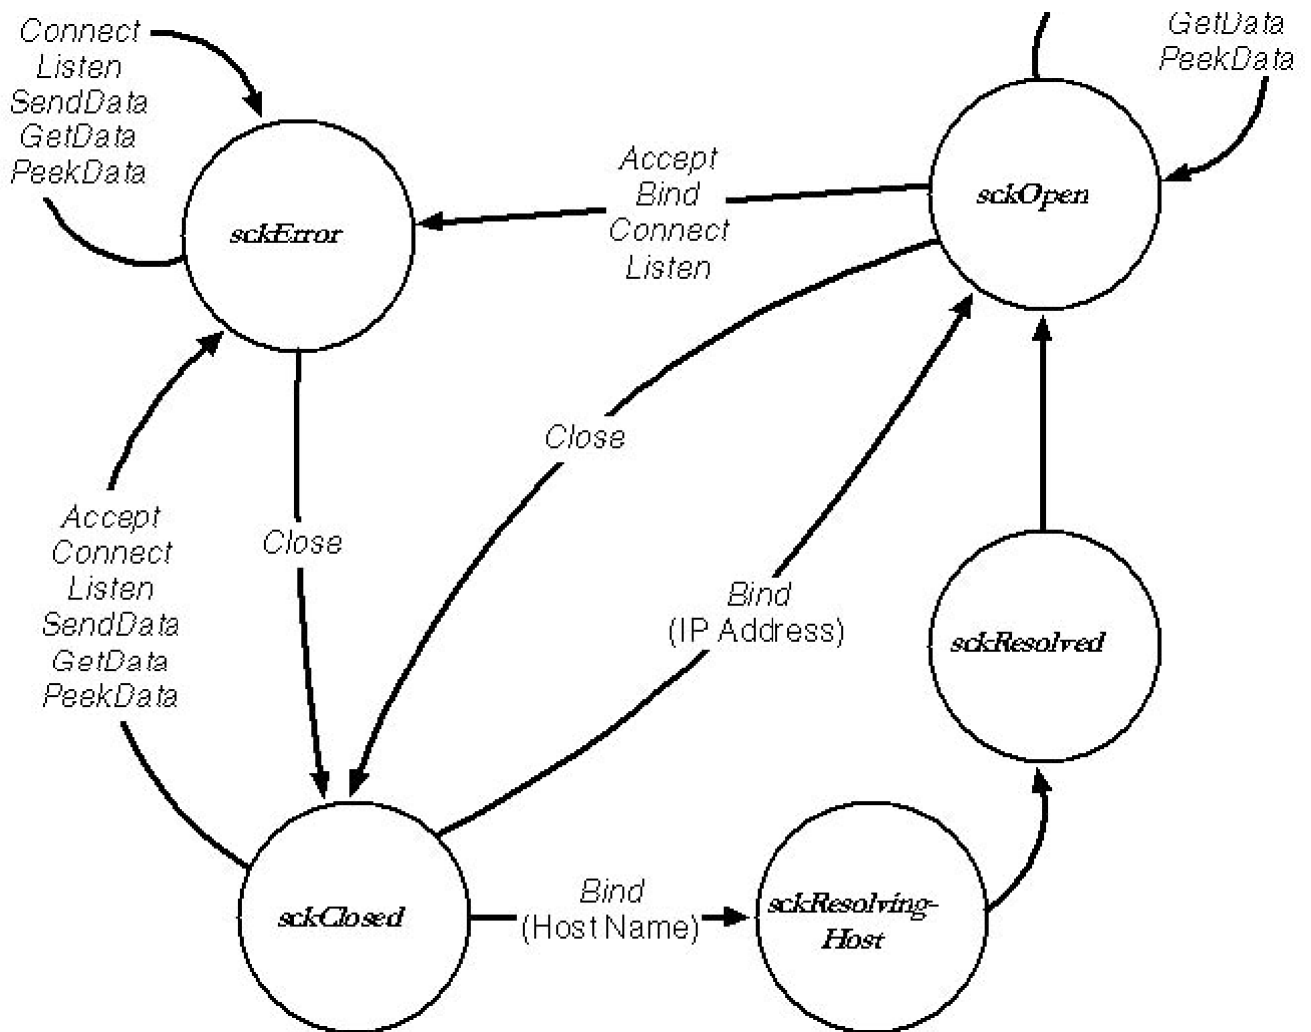 Connect
Listen
SendData
GetData
PeekData
GetData
PeekData
sckError
Accept
Bind
Connect
Listen
sckOpen
Close
Close
Accept
Connect
Listen
SendData
GetData
PeekData
Bind
(IP Address)
sckResolved
sckClosed
Bind
(Host Name)
sckResolving-
Host